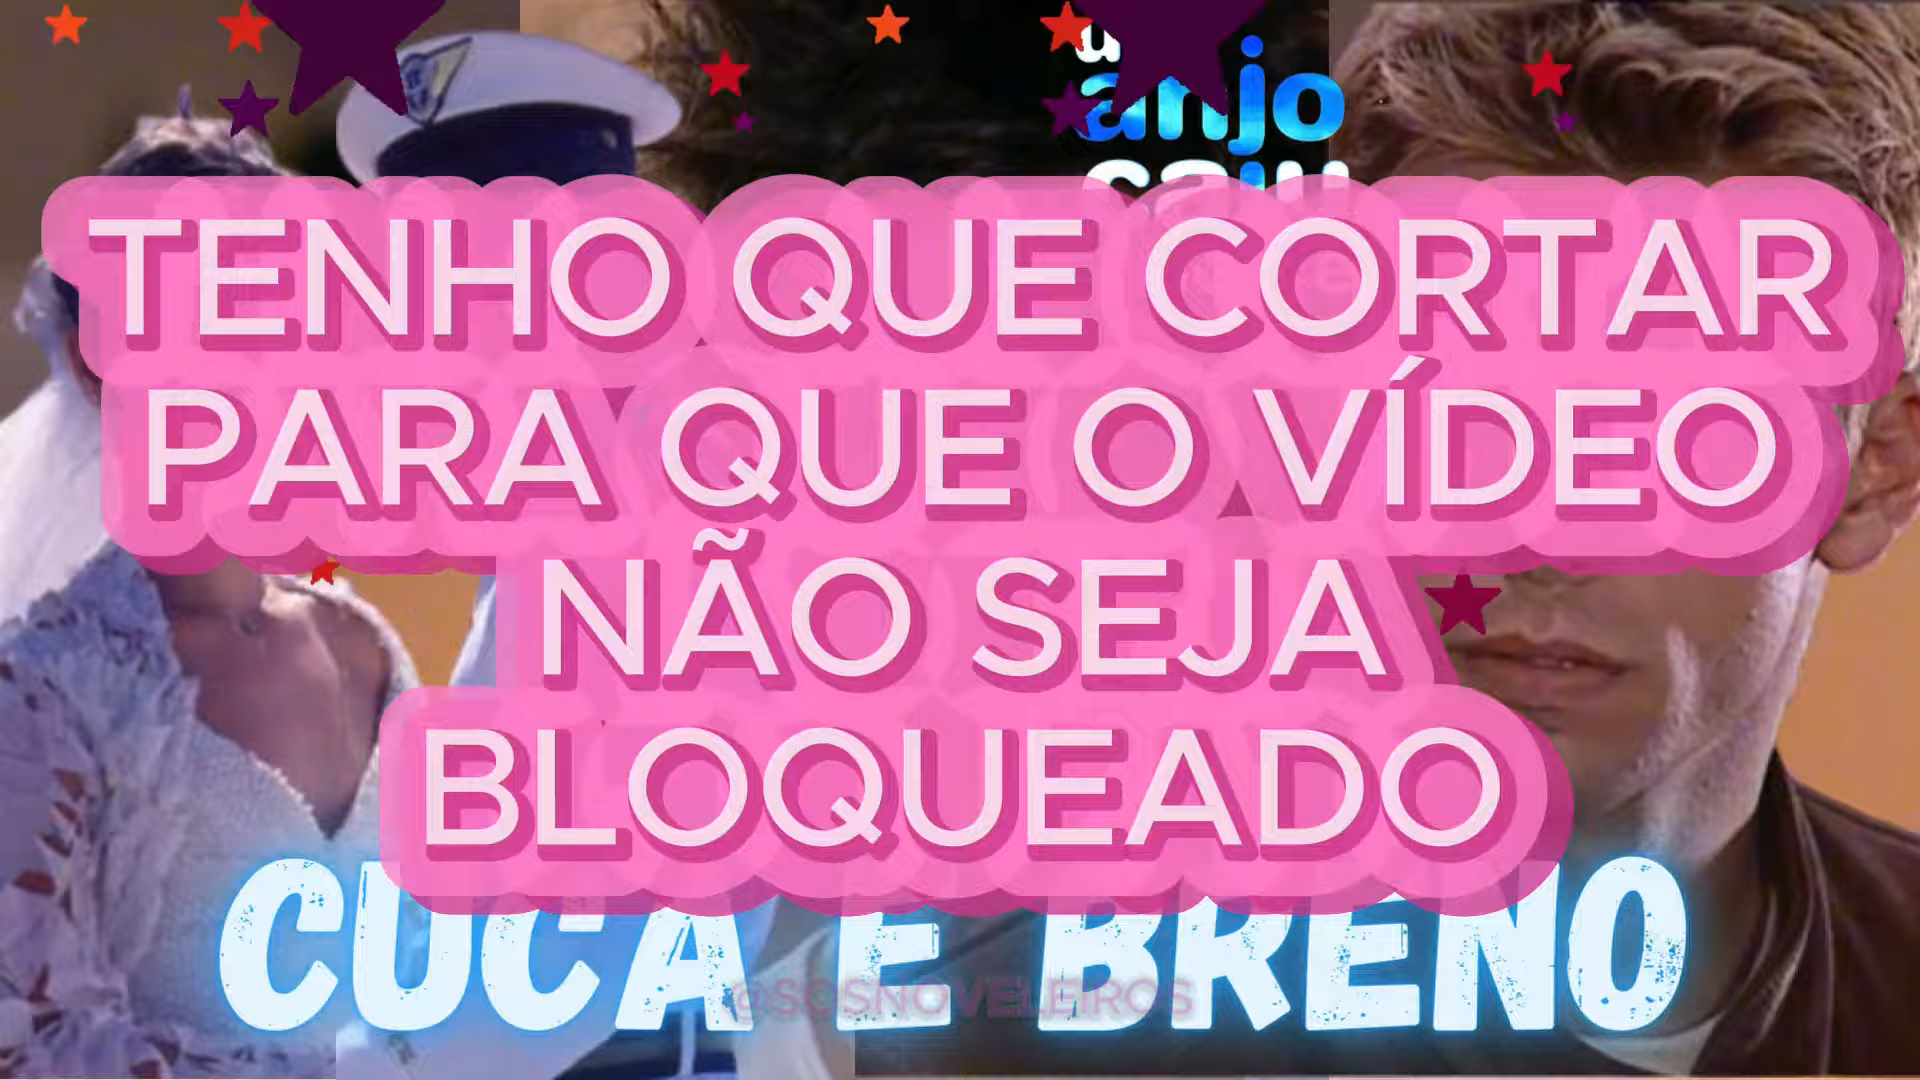 anjo
TENHO QUE CORTAR
PARA QUE O VÍDEO
NÃO SEJA
BLOQUEADO
CUCA E BRENO
@SOSNOVELEIROS